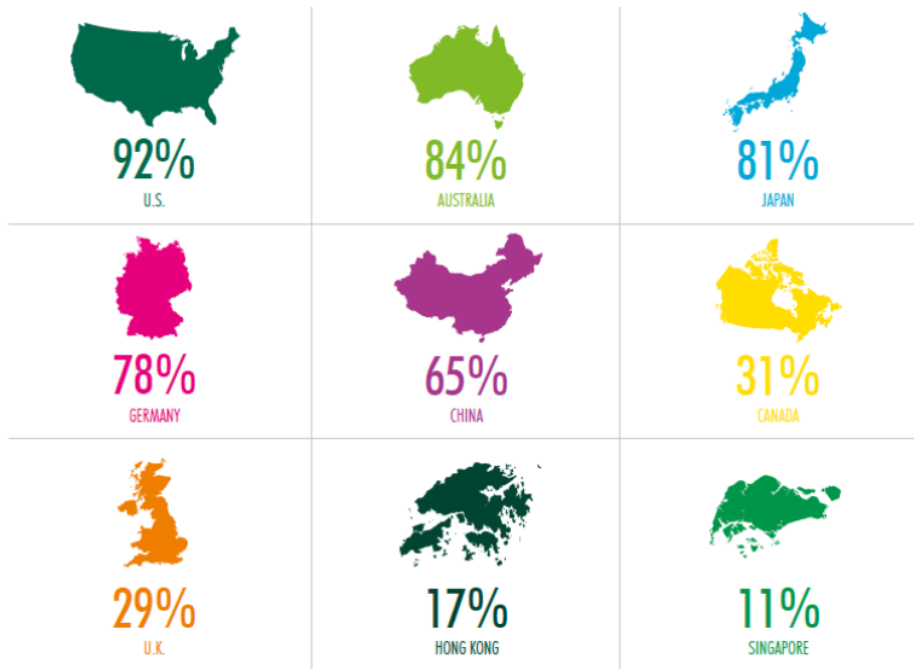 92%
U.S.
84%
AUSTRALIA
81%
JAPAN
78%
GERMANY
65%
CHINA
31%
CANADA
29%
U.K.
17%
HONG KONG
11%
SINGAPORE